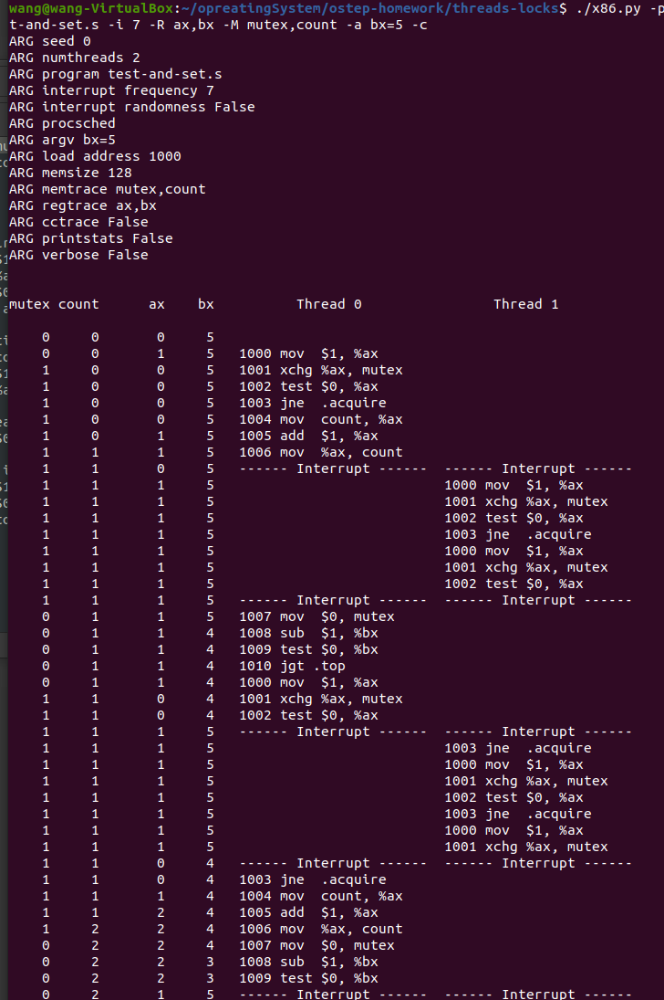 wang@wang-VirtualBox:~/opreatingSystem/ostep-homework/threads-locks$ ./x86.py -p
t-and-set.s -i 7 -R ax,bx -M mutex,count -a bx=5 -c
ARG seed 0
ARG numthreads 2
ARG program test-and-set.s
ARG interrupt frequency 7
ARG interrupt randomness False
ARG procsched
ARG argv bx=5
ARG load address 1000
ARG memsize 128
ARG memtrace mutex,count
ARG regtrace ax,bx
ARG cctrace False
ARG printstats False
ARG verbose False
mutex count ax bx Thread 0 Thread 1
0 0 0 5
0 0 1 5 1000 mov $1, %ax
1 0 0 5 1001 xchg %ax, mutex
1 0 0 5 1002 test $0, %ax
1 0 0 5 1003 jne .acquire
1 0 0 5 1004 mov count, %ax
1 0 1 5 1005 add $1, %ax
1 1 1 5 1006 mov %ax, count
1 1 0 5 ------ Interrupt ------ ------ Interrupt ------
1 1 1 5 1000 mov $1, %ax
1 1 1 5 1001 xchg %ax, mutex
1 1 1 5 1002 test $0, %ax
1 1 1 5 1003 jne .acquire
1 1 1 5 1000 mov $1, %ax
1 1 1 5 1001 xchg %ax, mutex
1 1 1 5 1002 test $0, %ax
1 1 1 5 ------ Interrupt ------ ------ Interrupt ------
0 1 1 5 1007 mov $0, mutex
0 1 1 4 1008 sub $1, %bx
0 1 1 4 1009 test $0, %bx
0 1 1 4 1010 jgt .top
0 1 1 4 1000 mov $1, %ax
1 1 0 4 1001 xchg %ax, mutex
1 1 0 4 1002 test $0, %ax
1 1 1 5 ------ Interrupt ------ ------ Interrupt ------
1 1 1 5 1003 jne .acquire
1 1 1 5 1000 mov $1, %ax
1 1 1 5 1001 xchg %ax, mutex
1 1 1 5 1002 test $0, %ax
1 1 1 5 1003 jne .acquire
1 1 1 5 1000 mov $1, %ax
1 1 1 5 1001 xchg %ax, mutex
1 1 0 4 ------ Interrupt ------ ------ Interrupt ------
1 1 0 4 1003 jne .acquire
1 1 1 4 1004 mov count, %ax
1 1 2 4 1005 add $1, %ax
1 2 2 4 1006 mov %ax, count
0 2 2 4 1007 mov $0, mutex
0 2 2 3 1008 sub $1, %bx
0 2 2 3 1009 test $0, %bx
0 2 1 5 ------ Interrupt ------ ------ Interrupt ------